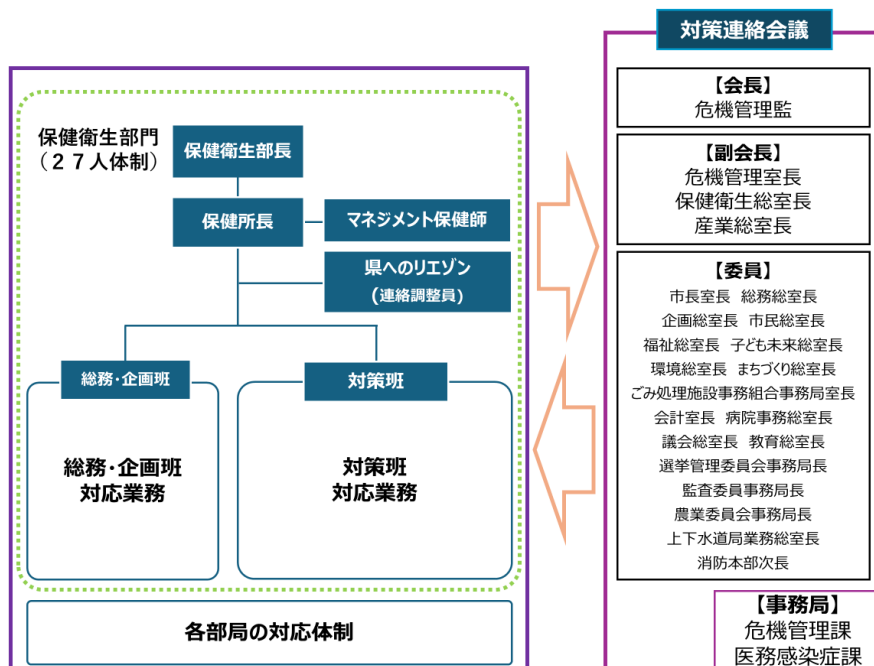 対策連絡会議
保健衛生部門
（２７人体制）
保健衛生部長
保健所長
マネジメント保健師
県へのリエゾン
(連絡調整員)
総務・企画班
対策班
総務・企画班
対応業務
対策班
対応業務
各部局の対応体制
【会長】
危機管理監
【副会長】
危機管理室長
保健衛生総室長
産業総室長
【委員】
市長室長 総務総室長
企画総室長 市民総室長
福祉総室長 子ども未来総室長
環境総室長 まちづくり総室長
ごみ処理施設事務組合事務局室長
会計室長 病院事務総室長
議会総室長 教育総室長
選挙管理委員会事務局長
監査委員事務局長
農業委員会事務局長
上下水道局業務総室長
消防本部次長
【事務局】
危機管理課
医務感染症課